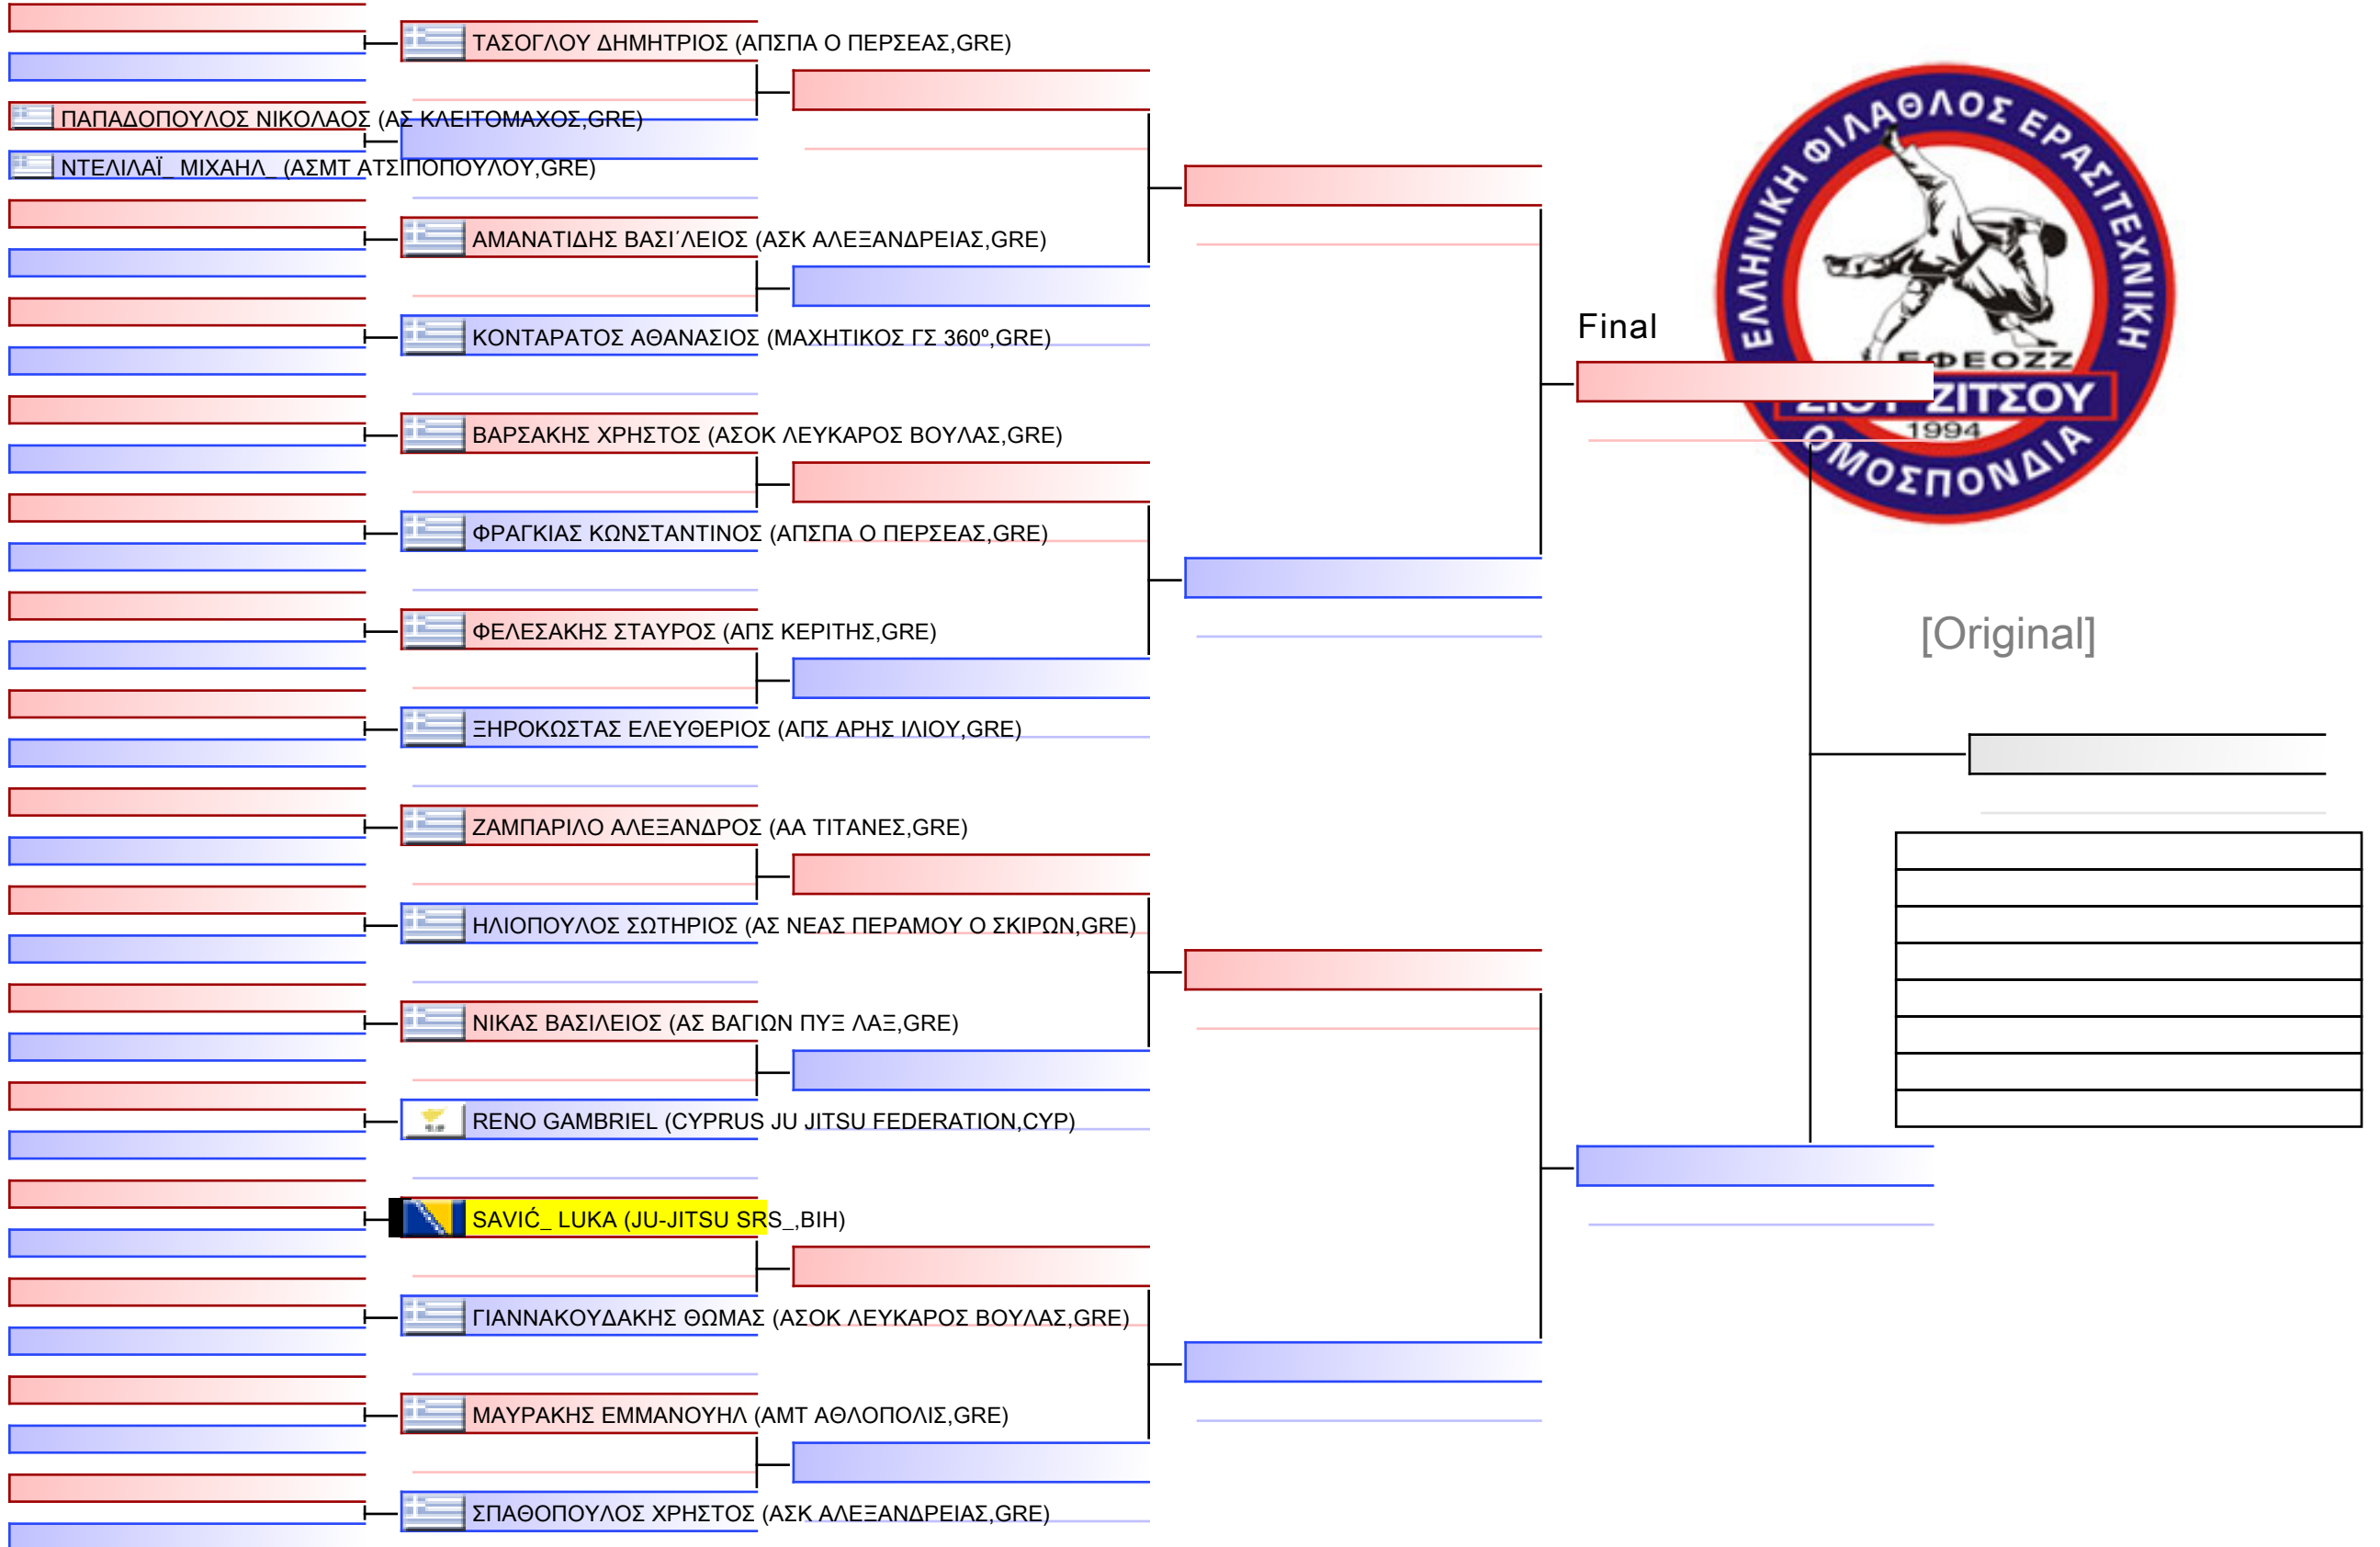 ΤΑΣΟΓΛΟΥ ΔΗΜΗΤΡΙΟΣ (ΑΠΣΠΑ Ο ΠΕΡΣΕΑΣ,GRE)
ΠΑΠΑΔΟΠΟΥΛΟΣ ΝΙΚΟΛΑΟΣ (ΑΣ ΚΛΕΙΤΟΜΑΧΟΣ,GRE)
ΝΤΕΛΙΛΑΪ_ ΜΙΧΑΗΛ_ (ΑΣΜΤ ΑΤΣΙΠΟΠΟΥΛΟΥ,GRE)
ΑΜΑΝΑΤΙΔΗΣ ΒΑΣΙ΄ΛΕΙΟΣ (ΑΣΚ ΑΛΕΞΑΝΔΡΕΙΑΣ,GRE)
ΚΟΝΤΑΡΑΤΟΣ ΑΘΑΝΑΣΙΟΣ (ΜΑΧΗΤΙΚΟΣ ΓΣ 360º,GRE)
ΒΑΡΣΑΚΗΣ ΧΡΗΣΤΟΣ (ΑΣΟΚ ΛΕΥΚΑΡΟΣ ΒΟΥΛΑΣ,GRE)
ΦΡΑΓΚΙΑΣ ΚΩΝΣΤΑΝΤΙΝΟΣ (ΑΠΣΠΑ Ο ΠΕΡΣΕΑΣ,GRE)
ΦΕΛΕΣΑΚΗΣ ΣΤΑΥΡΟΣ (ΑΠΣ ΚΕΡΙΤΗΣ,GRE)
ΞΗΡΟΚΩΣΤΑΣ ΕΛΕΥΘΕΡΙΟΣ (ΑΠΣ ΑΡΗΣ ΙΛΙΟΥ,GRE)
ΖΑΜΠΑΡΙΛΟ ΑΛΕΞΑΝΔΡΟΣ (ΑΑ ΤΙΤΑΝΕΣ,GRE)
ΗΛΙΟΠΟΥΛΟΣ ΣΩΤΗΡΙΟΣ (ΑΣ ΝΕΑΣ ΠΕΡΑΜΟΥ Ο ΣΚΙΡΩΝ,GRE)
ΝΙΚΑΣ ΒΑΣΙΛΕΙΟΣ (ΑΣ ΒΑΓΙΩΝ ΠΥΞ ΛΑΞ,GRE)
RENO GAMBRIEL (CYPRUS JU JITSU FEDERATION,CYP)
SAVIĆ_ LUKA (JU-JITSU SRS_,BIH)
ΓΙΑΝΝΑΚΟΥΔΑΚΗΣ ΘΩΜΑΣ (ΑΣΟΚ ΛΕΥΚΑΡΟΣ ΒΟΥΛΑΣ,GRE)
ΜΑΥΡΑΚΗΣ ΕΜΜΑΝΟΥΗΛ (ΑΜΤ ΑΘΛΟΠΟΛΙΣ,GRE)
ΣΠΑΘΟΠΟΥΛΟΣ ΧΡΗΣΤΟΣ (ΑΣΚ ΑΛΕΞΑΝΔΡΕΙΑΣ,GRE)
Final
ΕΛΛΗΝΙΚΗ ΦΙΛΑΘΛΟΣ ΕΡΑΣΙΤΕΧΝΙΚΗ
ΕΦΕΟΖΖ
ΖΙΤΣΟΥ
1994
ΟΜΟΣΠΟΝΔΙΑ
[Original]